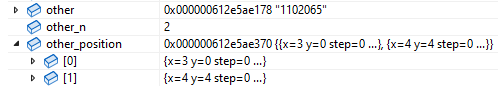 other 0x000000612e5ae178 "1102065"
other_n 2
other_position 0x000000612e5ae370 {{x=3 y=0 step=0 ...}, {x=4 y=4 step=0 ...}}
[0] {x=3 y=0 step=0 ...}
[1] {x=4 y=4 step=0 ...}